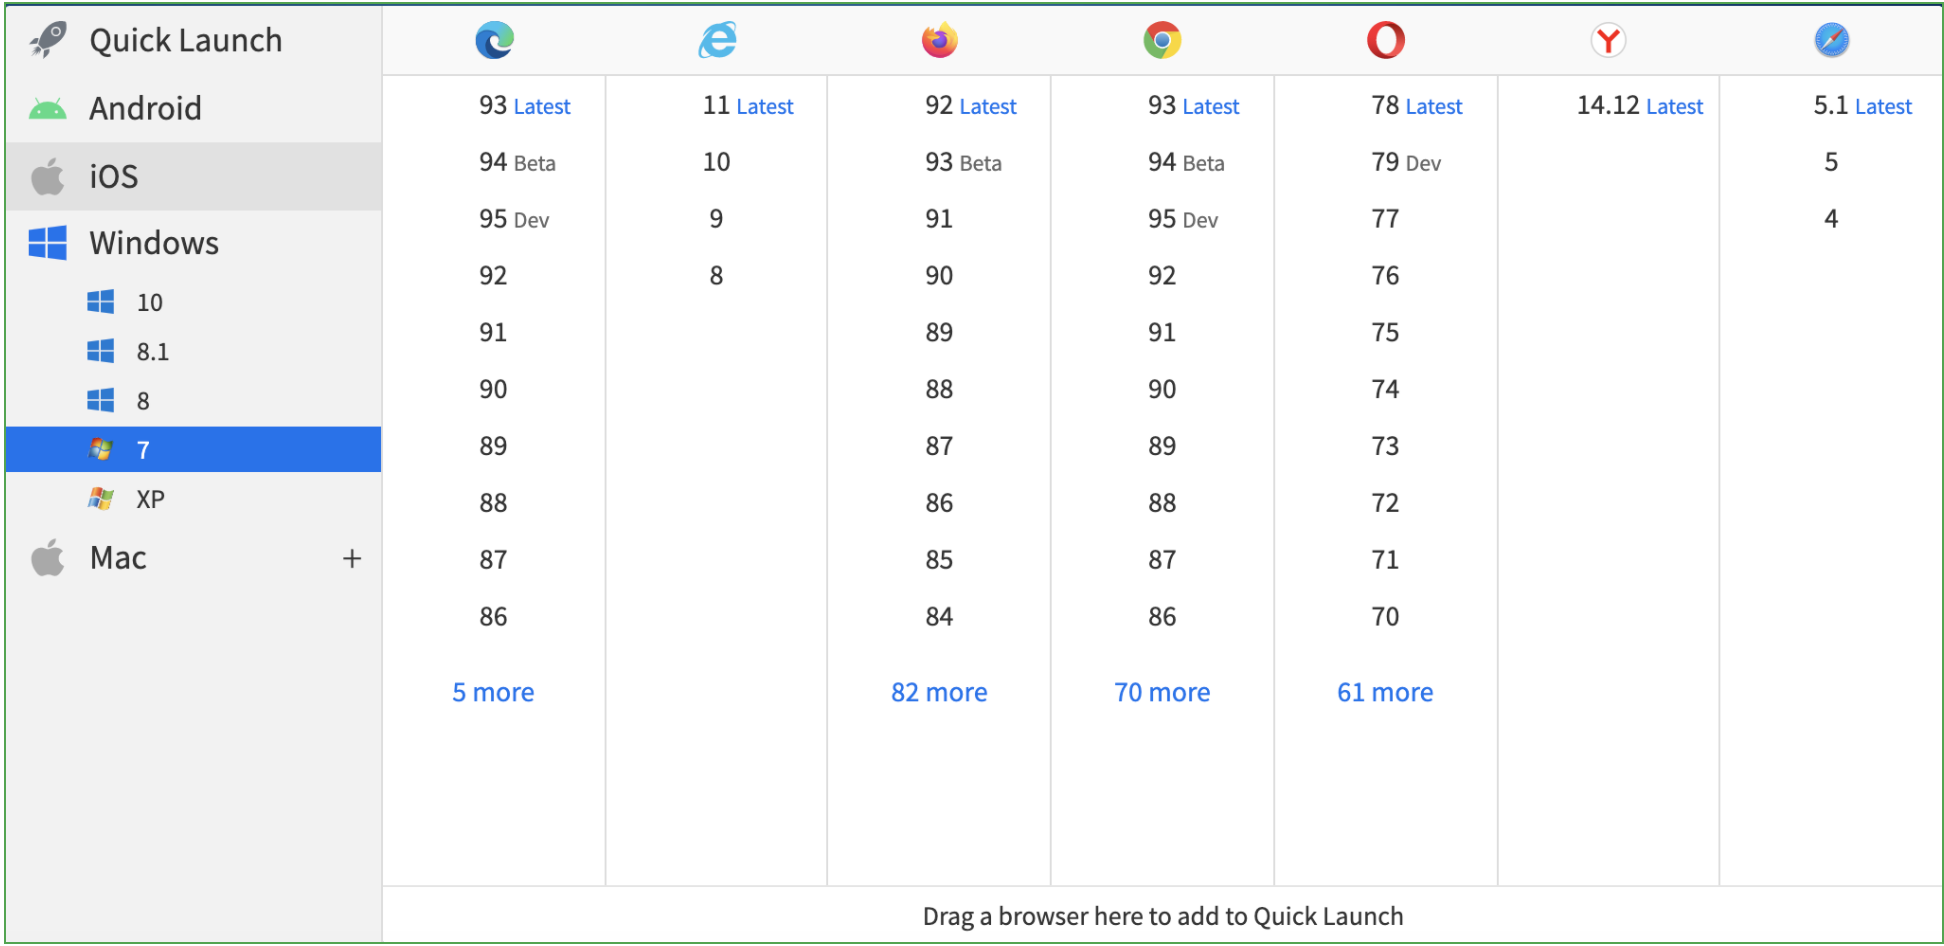 Quick Launch
Android
iOS
Windows
10
8.1
8
7
XP
Mac +
93 Latest 11 Latest 92 Latest 93 Latest 78 Latest 14.12 Latest 5.1 Latest
94 Beta 10 93 Beta 94 Beta 79 Dev 5
95 Dev 9 91 95 Dev 77 4
92 8 90 92 76
91 89 91 75
90 88 90 74
89 87 89 73
88 86 88 72
87 85 87 71
86 84 86 70
5 more 82 more 70 more 61 more
Drag a browser here to add to Quick Launch